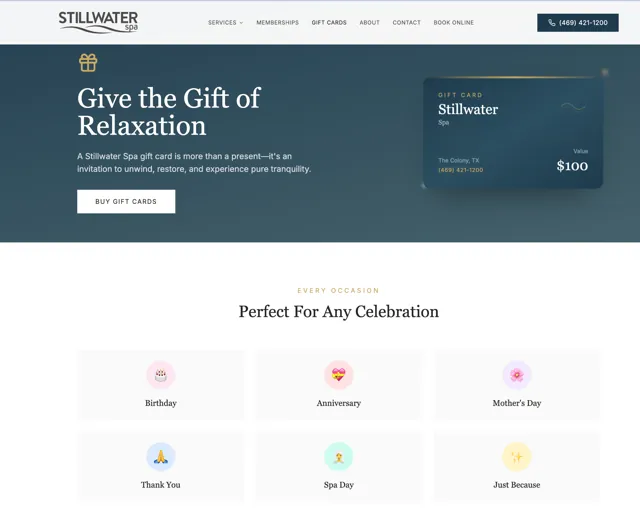 STILLWATER
spa
SERVICES
MEMBERSHIPS
GIFT CARDS
ABOUT
CONTACT
BOOK ONLINE
(469) 421-1200
Give the Gift of
Relaxation
A Stillwater Spa gift card is more than a present—it's an
invitation to unwind, restore, and experience pure tranquility.
BUY GIFT CARDS
GIFT CARD
Stillwater
Spa
The Colony, TX
(469) 421-1200
Value
$100
EVERY OCCASION
Perfect For Any Celebration
Birthday
Anniversary
Mother's Day
Thank You
Spa Day
Just Because